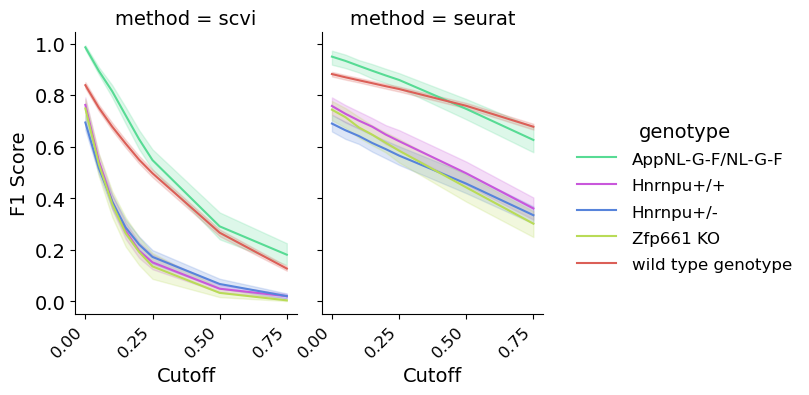 method = scvi
method = seurat
1.0
0.8
0.6
0.4
0.2
0.0
F1 Score
0.00
0.25
0.50
0.75
Cutoff
0.00
0.25
0.50
0.75
Cutoff
genotype
AppNL-G-F/NL-G-F
Hnrnpu+/+
Hnrnpu+/-
Zfp661 KO
wild type genotype